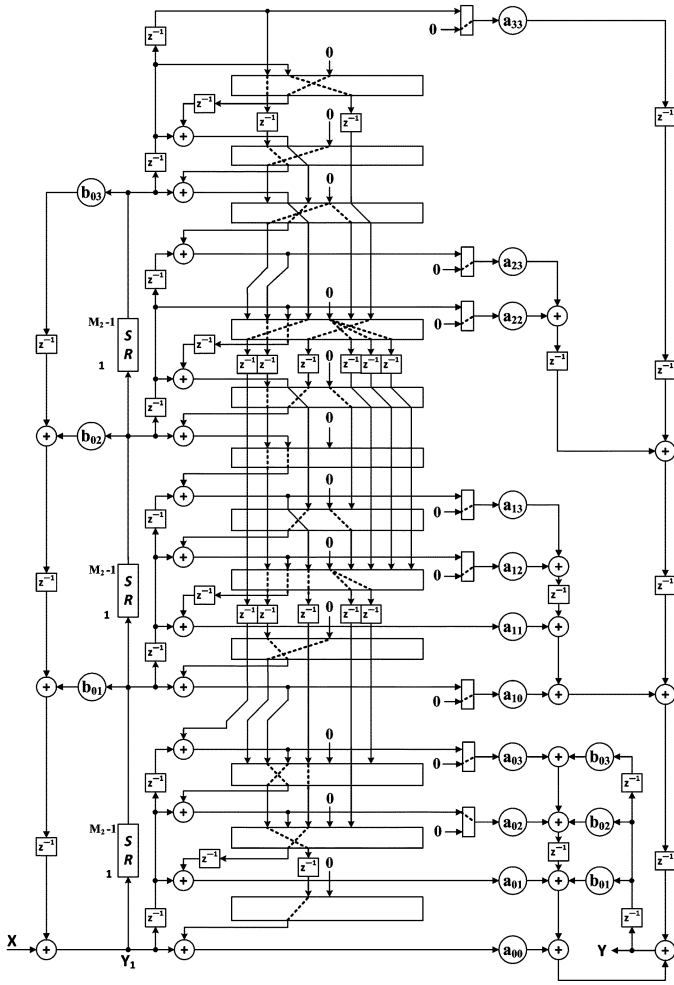 0 a₃₃
z⁻¹
0
z⁻¹ z⁻¹ z⁻¹ z⁻¹
0
z⁻¹
b₀₃
0
a₂₃
z⁻¹ 0
0
M₂-1 a₂₂
z⁻¹ SR z⁻¹ 0 z⁻¹
1 z⁻¹ z⁻¹ z⁻¹ z⁻¹ z⁻¹ z⁻¹ z⁻¹
z⁻¹ 0
b₀₂
0
a₁₃
z⁻¹ 0 0
a₁₂
M₂-1 0
z⁻¹ SR z⁻¹ z⁻¹ z⁻¹
1 z⁻¹ z⁻¹ z⁻¹ z⁻¹ z⁻¹
z⁻¹ 0 a₁₁
b₀₁ a₁₀
0
0
a₀₃ b₀₃
z⁻¹ 0 z⁻¹
0
M₂-1 a₀₂ b₀₂
z⁻¹ SR 0 z⁻¹ z⁻¹
1 z⁻¹ z⁻¹ 0
a₀₁ b₀₁
z⁻¹ z⁻¹
X Y₁ a₀₀ Y